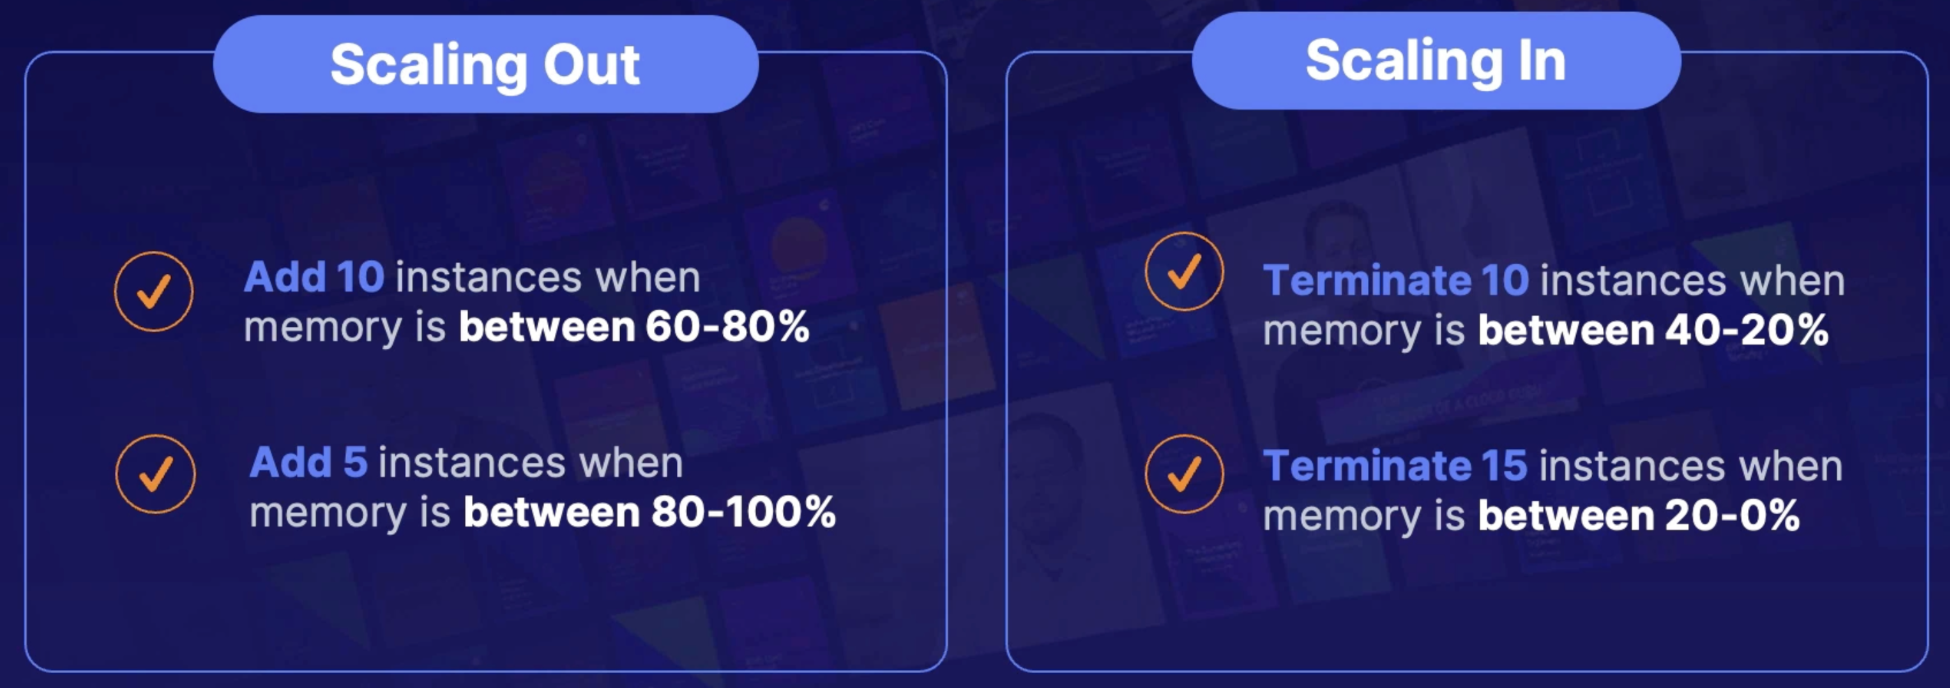 Scaling Out
Add 10 instances when
memory is between 60-80%
Add 5 instances when
memory is between 80-100%
Scaling In
Terminate 10 instances when
memory is between 40-20%
Terminate 15 instances when
memory is between 20-0%